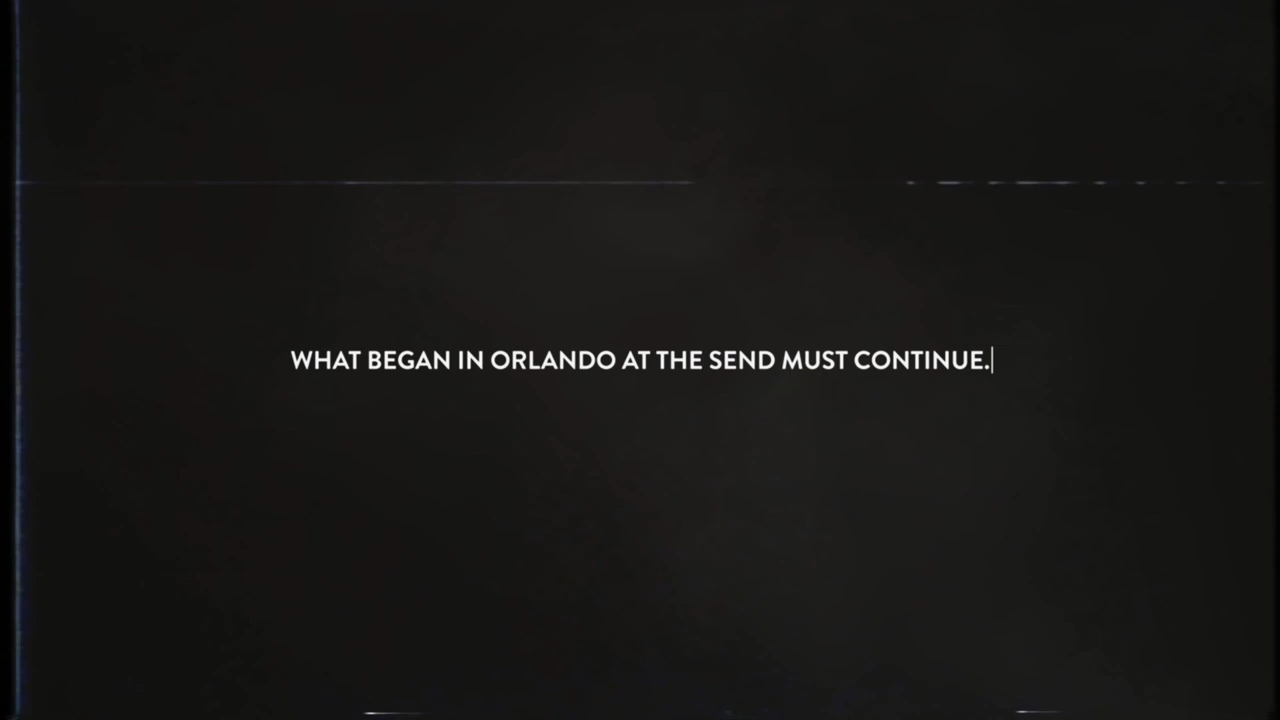 WHAT BEGAN IN ORLANDO AT THE SEND MUST CONTINUE.